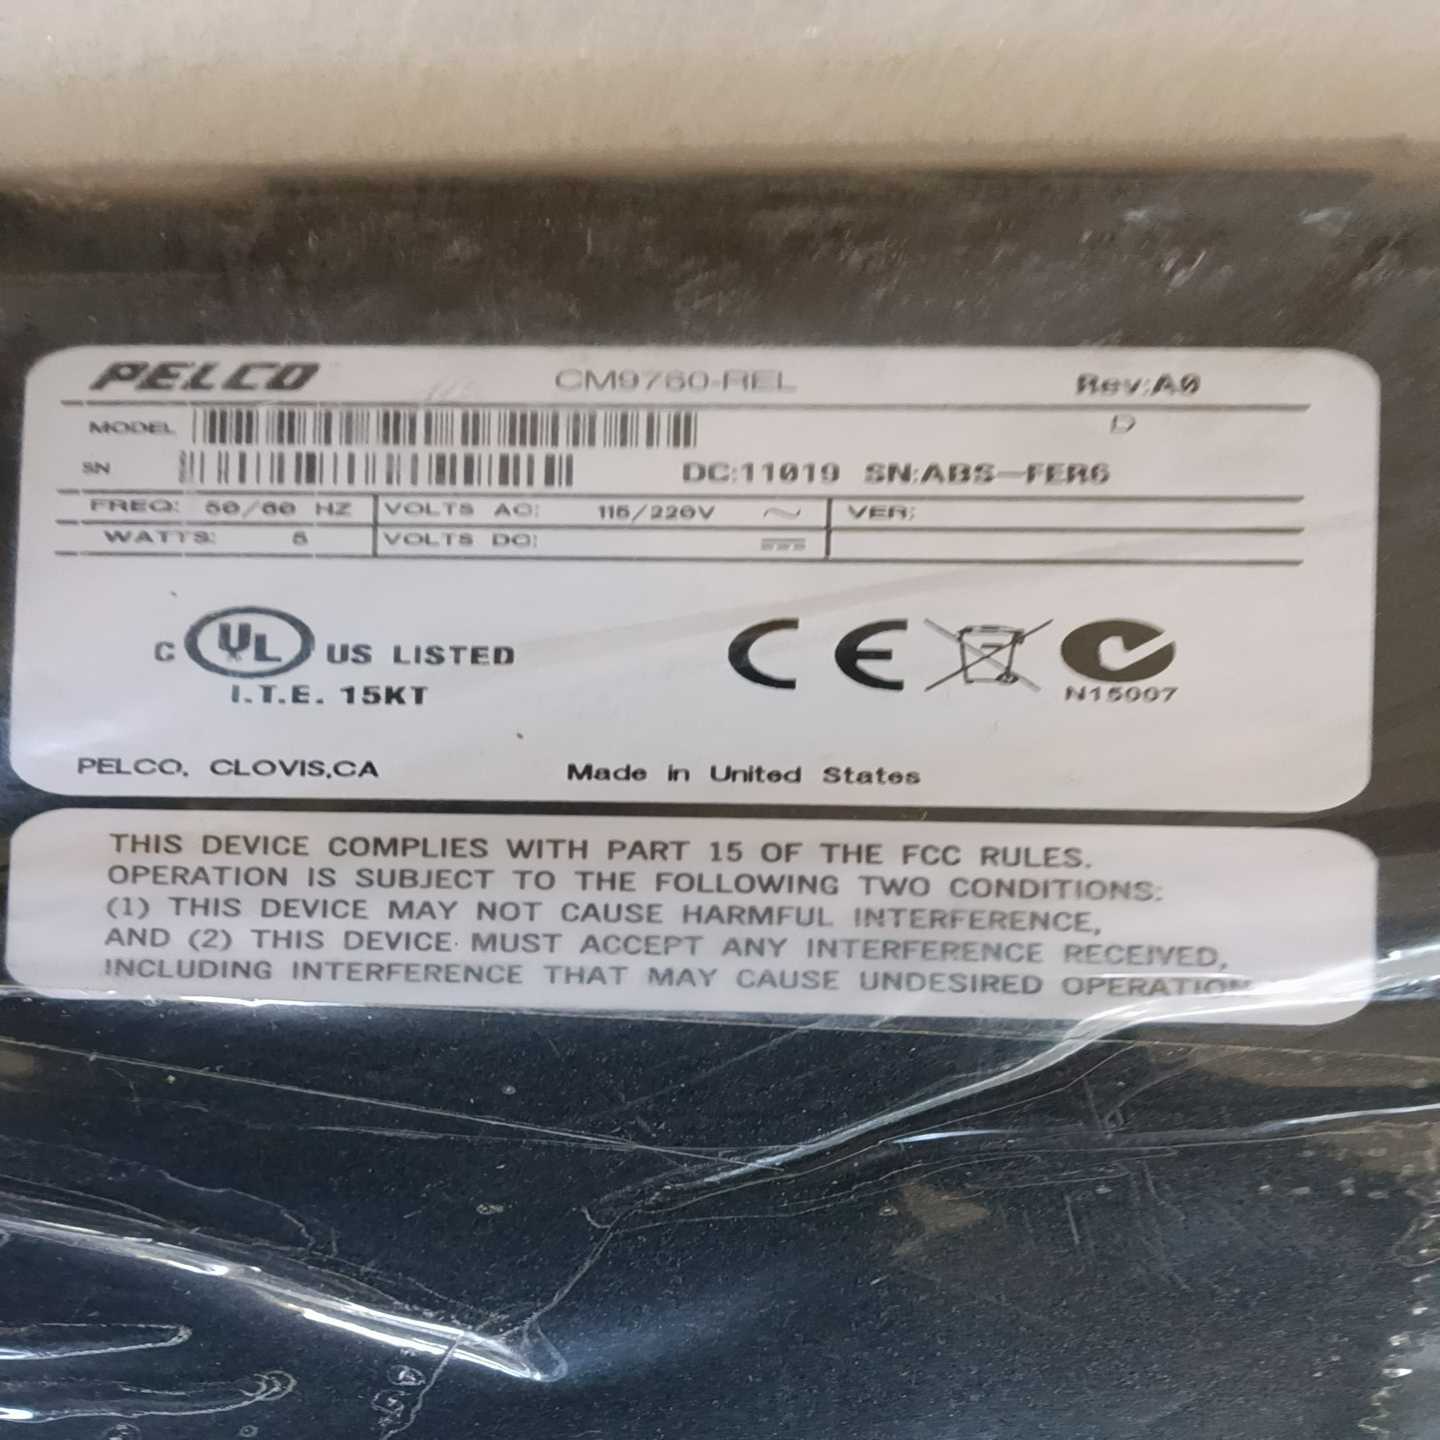 PELCO CM9760-REL Rev:A0
MODEL D
SN DC:11019 SN:ABS-FER6
FREQ: 50/60 HZ VOLTS AC: 115/220V VER:
WATTS: 5 VOLTS DC:
C UL US LISTED
I.T.E. 15KT
CE
N15007
PELCO, CLOVIS,CA Made in United States
THIS DEVICE COMPLIES WITH PART 15 OF THE FCC RULES.
OPERATION IS SUBJECT TO THE FOLLOWING TWO CONDITIONS:
(1) THIS DEVICE MAY NOT CAUSE HARMFUL INTERFERENCE,
AND (2) THIS DEVICE MUST ACCEPT ANY INTERFERENCE RECEIVED,
INCLUDING INTERFERENCE THAT MAY CAUSE UNDESIRED OPERATION